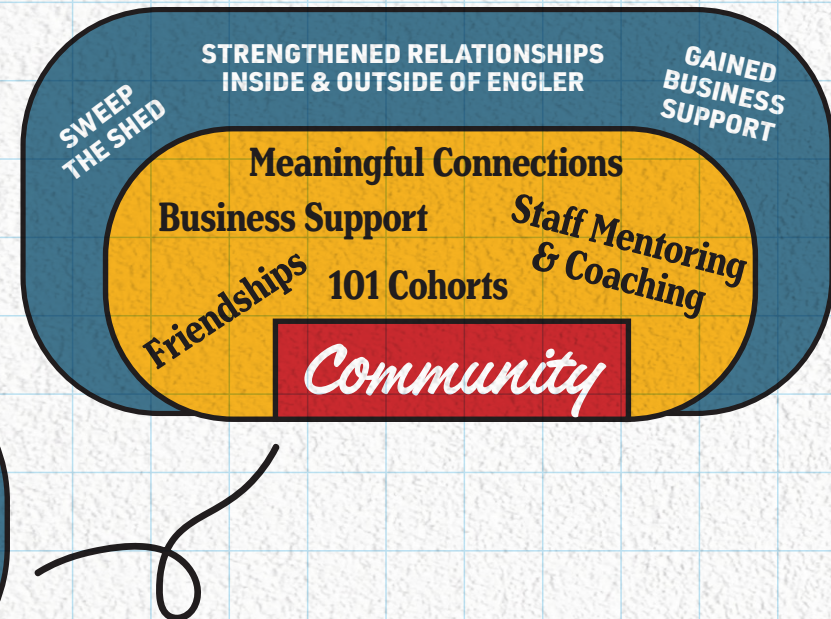 STRENGTHENED RELATIONSHIPS
INSIDE & OUTSIDE OF ENGLER
SWEEP
THE SHED
GAINED
BUSINESS
SUPPORT
Meaningful Connections
Business Support
Staff Mentoring
& Coaching
Friendships
101 Cohorts
Community